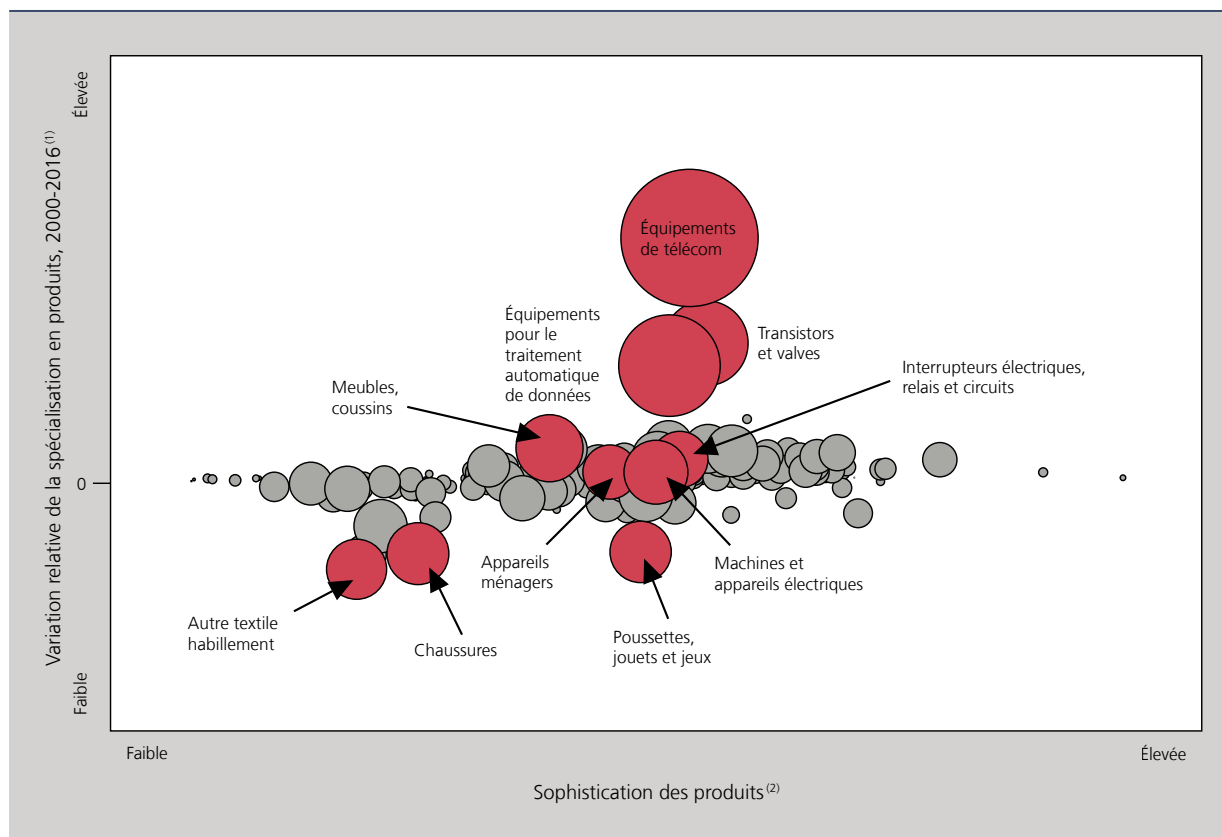 Variation relative de la spécialisation en produits, 2000-2016 (1)
Élevée
0
Faible
Équipements
de télécom
Équipements
pour le
traitement
automatique
de données
Transistors
et valves
Interrupteurs électriques,
relais et circuits
Meubles,
coussins
Appareils
ménagers
Machines et
appareils électriques
Autre textile
habillement
Chaussures
Poussettes,
jouets et jeux
Faible
Élevée
Sophistication des produits (2)